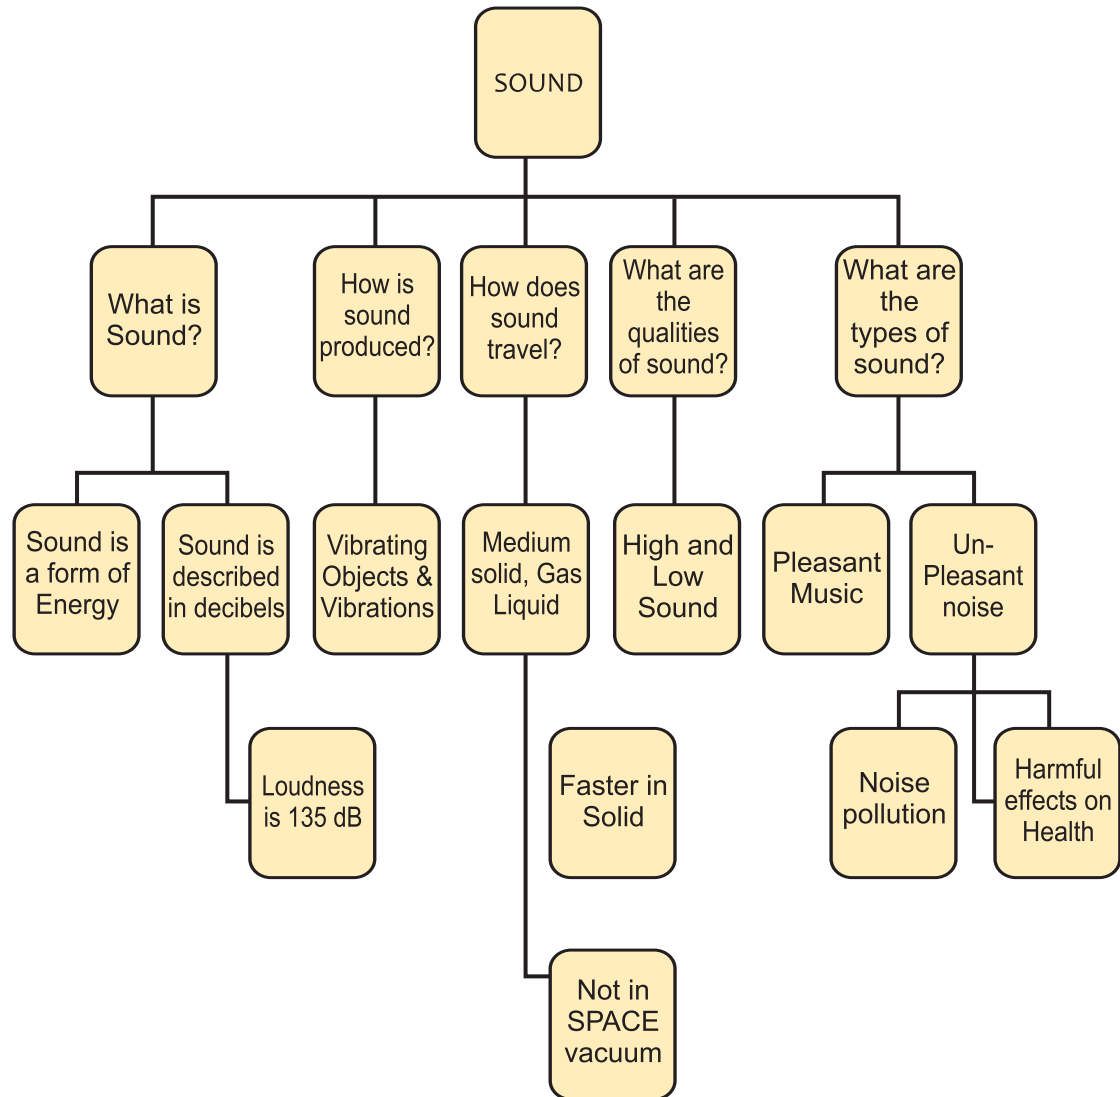 SOUND
What is
Sound?
How is
sound
produced?
How does
sound
travel?
What are
the
qualities
of sound?
What are
the
types of
sound?
Sound is
a form of
Energy
Sound is
described
in decibels
Vibrating
Objects &
Vibrations
Medium
solid, Gas
Liquid
High and
Low
Sound
Pleasant
Music
Un-
Pleasant
noise
Loudness
is 135 dB
Faster in
Solid
Noise
pollution
Harmful
effects on
Health
Not in
SPACE
vacuum